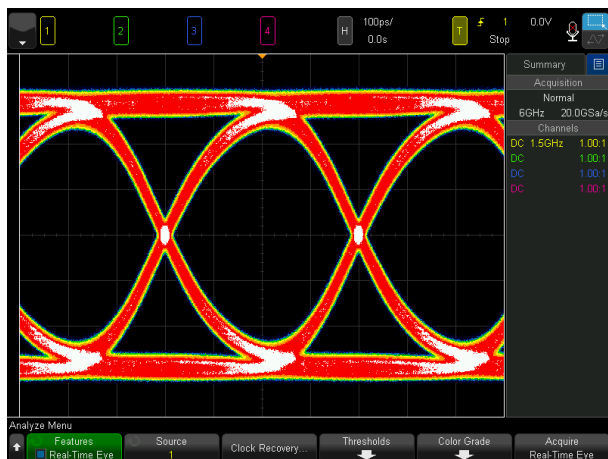 1 2 3 4 H 100ps/ 0.0s T 1 0.0V Stop
Summary
Acquisition
Normal
6GHz 20.0GSa/s
Channels
DC 1.5GHz 1.00:1
DC 1.00:1
DC 1.00:1
DC 1.00:1
Analyze Menu
Features Real-Time Eye
Source 1
Clock Recovery...
Thresholds
Color Grade
Acquire Real-Time Eye